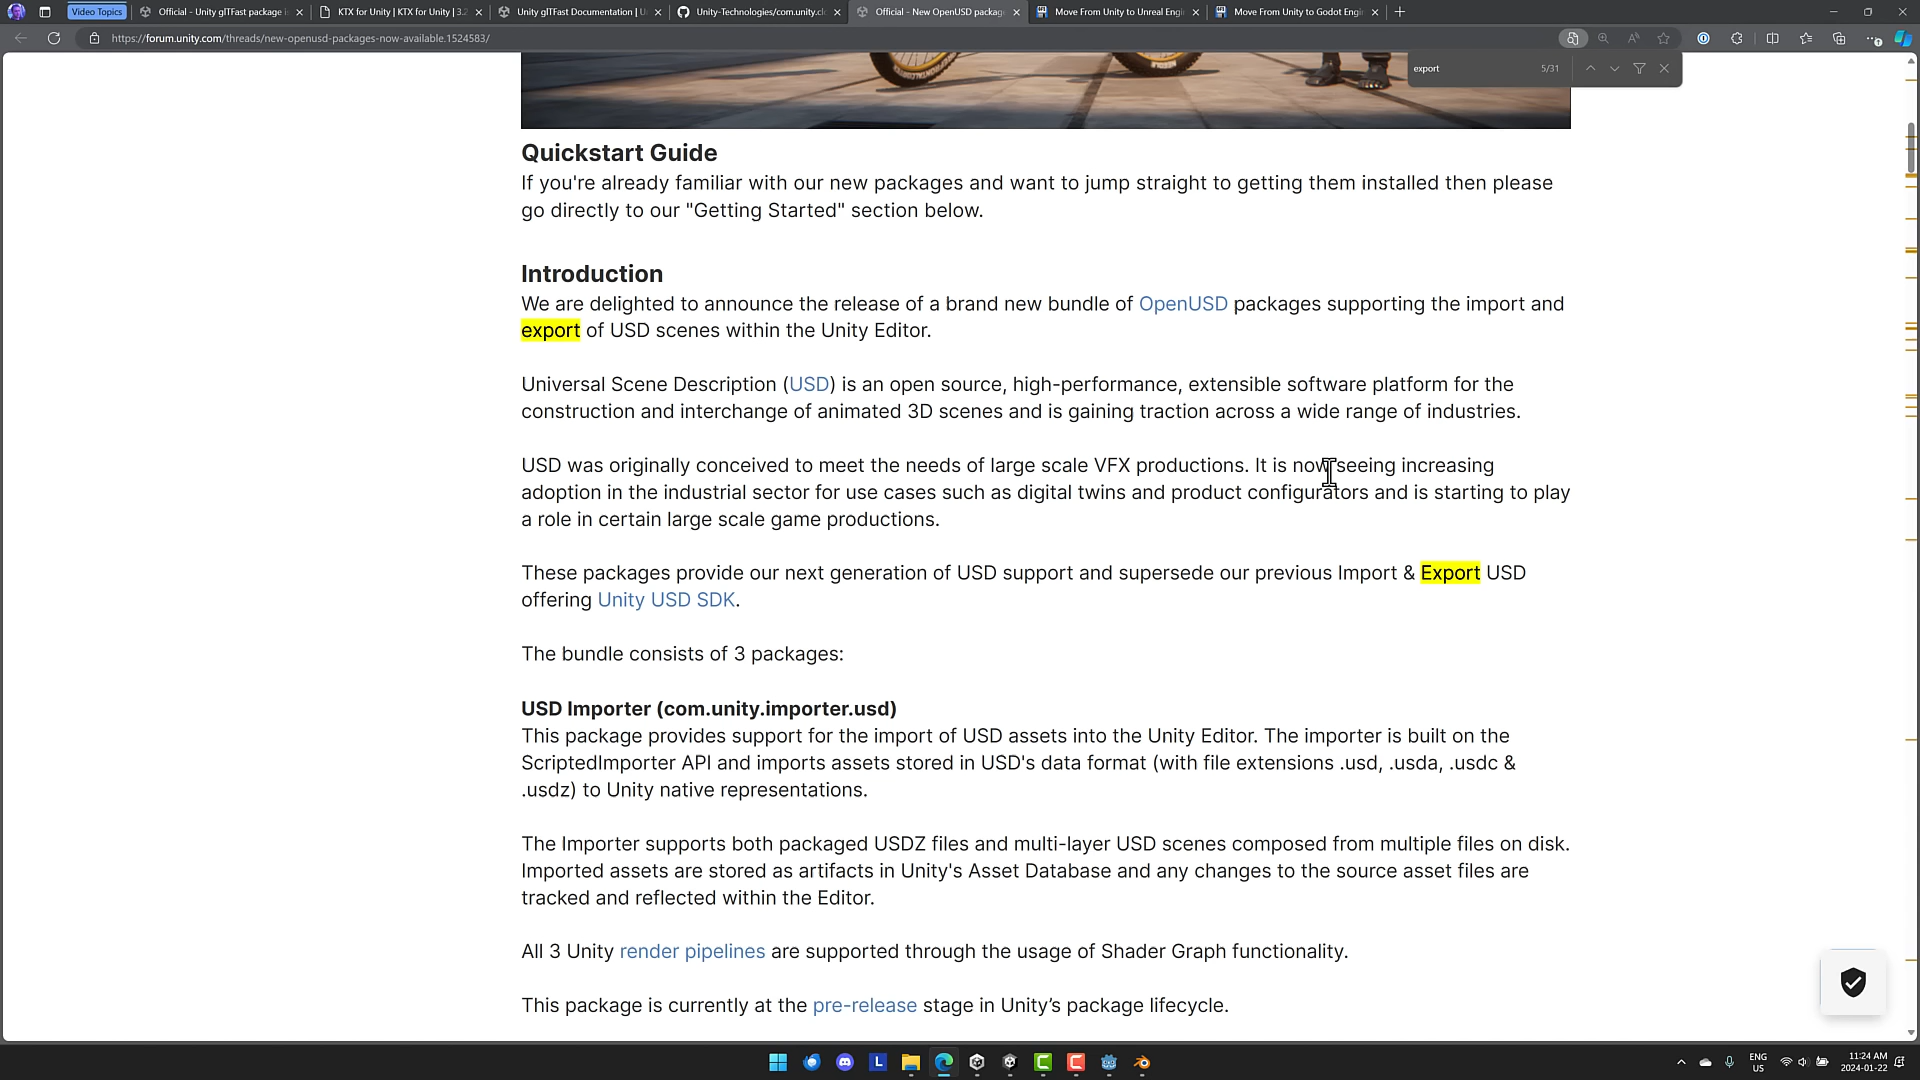 Video Topics
Official - Unity glTFast package i
KTX for Unity | KTX for Unity | 3.2
Unity glTFast Documentation | U
Unity-Technologies/com.unity.cl
Official - New OpenUSD package
Move From Unity to Unreal Engi
Move From Unity to Godot Engi
https://forum.unity.com/threads/new-openusd-packages-now-available.1524583/
export 5/31
Quickstart Guide
If you're already familiar with our new packages and want to jump straight to getting them installed then please
go directly to our "Getting Started" section below.
Introduction
We are delighted to announce the release of a brand new bundle of OpenUSD packages supporting the import and
export of USD scenes within the Unity Editor.
Universal Scene Description (USD) is an open source, high-performance, extensible software platform for the
construction and interchange of animated 3D scenes and is gaining traction across a wide range of industries.
USD was originally conceived to meet the needs of large scale VFX productions. It is now seeing increasing
adoption in the industrial sector for use cases such as digital twins and product configurators and is starting to play
a role in certain large scale game productions.
These packages provide our next generation of USD support and supersede our previous Import & Export USD
offering Unity USD SDK.
The bundle consists of 3 packages:
USD Importer (com.unity.importer.usd)
This package provides support for the import of USD assets into the Unity Editor. The importer is built on the
ScriptedImporter API and imports assets stored in USD's data format (with file extensions .usd, .usda, .usdc &
.usdz) to Unity native representations.
The Importer supports both packaged USDZ files and multi-layer USD scenes composed from multiple files on disk.
Imported assets are stored as artifacts in Unity's Asset Database and any changes to the source asset files are
tracked and reflected within the Editor.
All 3 Unity render pipelines are supported through the usage of Shader Graph functionality.
This package is currently at the pre-release stage in Unity’s package lifecycle.
ENG
US
11:24 AM
2024-01-22